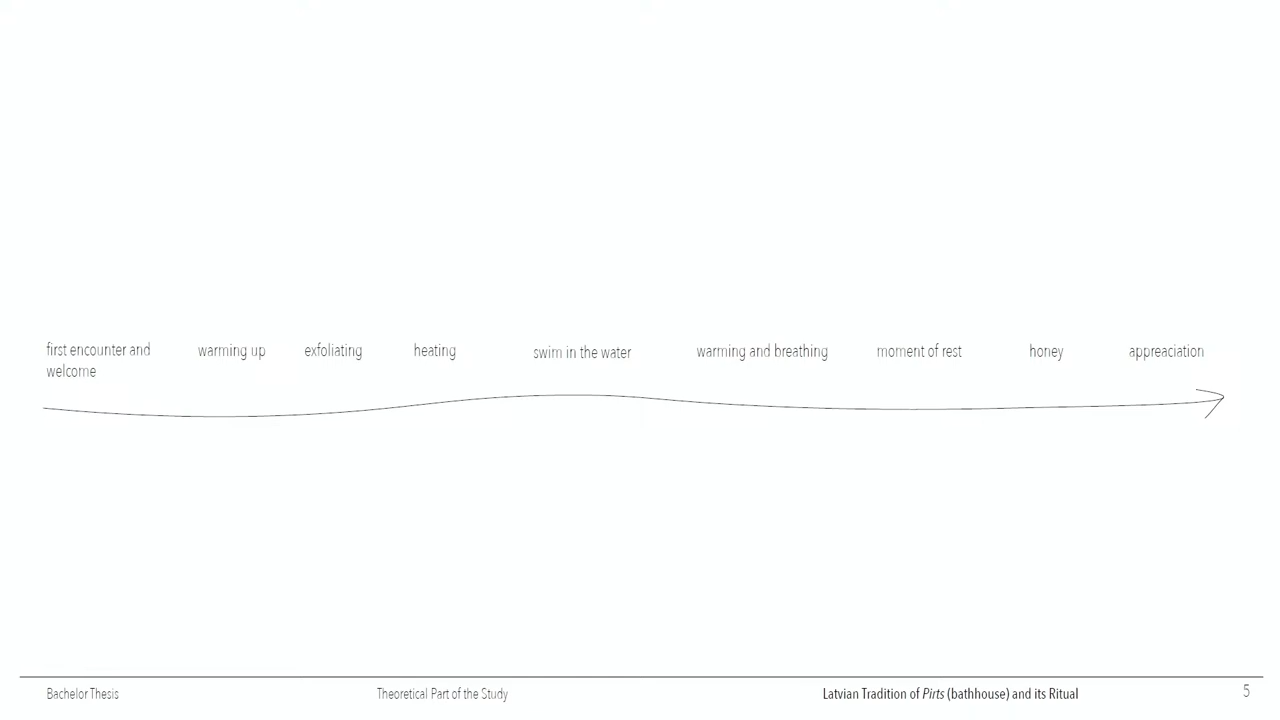 first encounter and
welcome
warming up
exfoliating
heating
swim in the water
warming and breathing
moment of rest
honey
appreaciation
Bachelor Thesis
Theoretical Part of the Study
Latvian Tradition of Pirts (bathhouse) and its Ritual
5